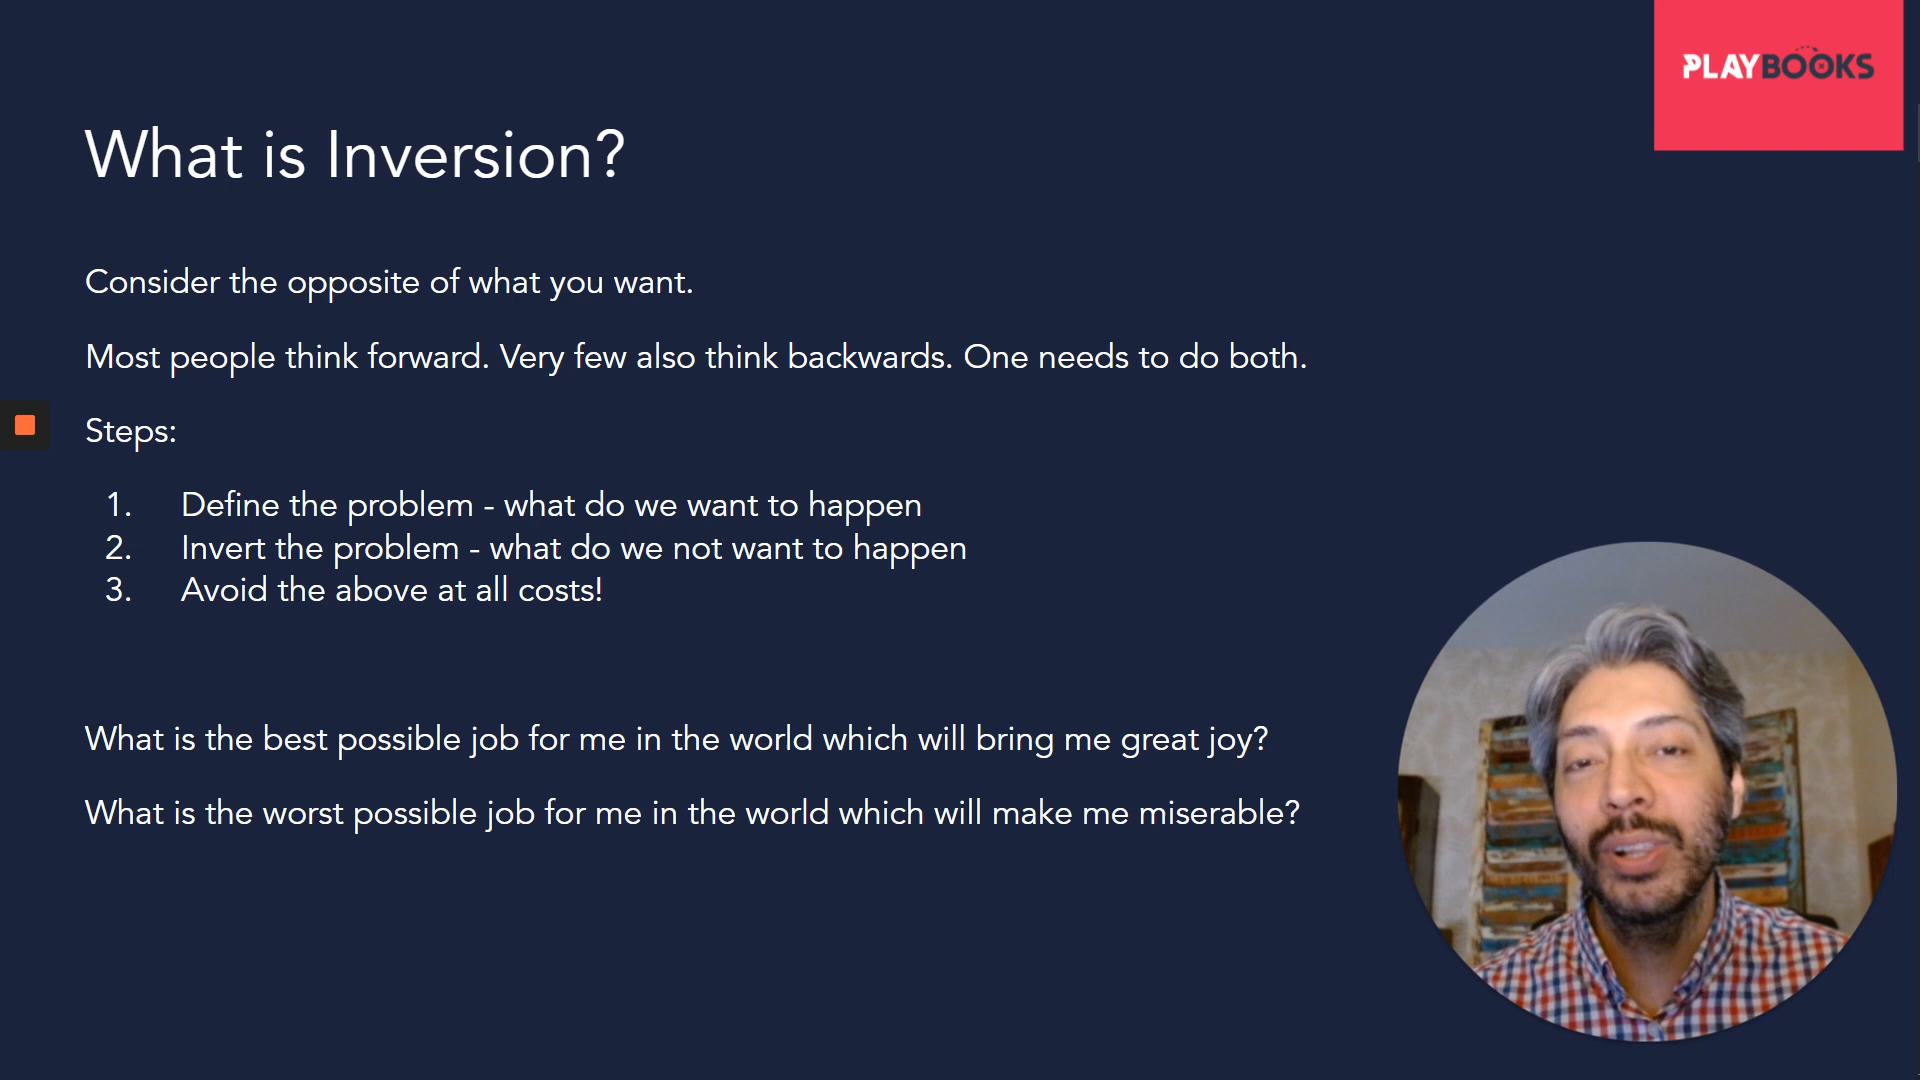 PLAYBOOKS
What is Inversion?
Consider the opposite of what you want.
Most people think forward. Very few also think backwards. One needs to do both.
Steps:
1. Define the problem - what do we want to happen
2. Invert the problem - what do we not want to happen
3. Avoid the above at all costs!
What is the best possible job for me in the world which will bring me great joy?
What is the worst possible job for me in the world which will make me miserable?